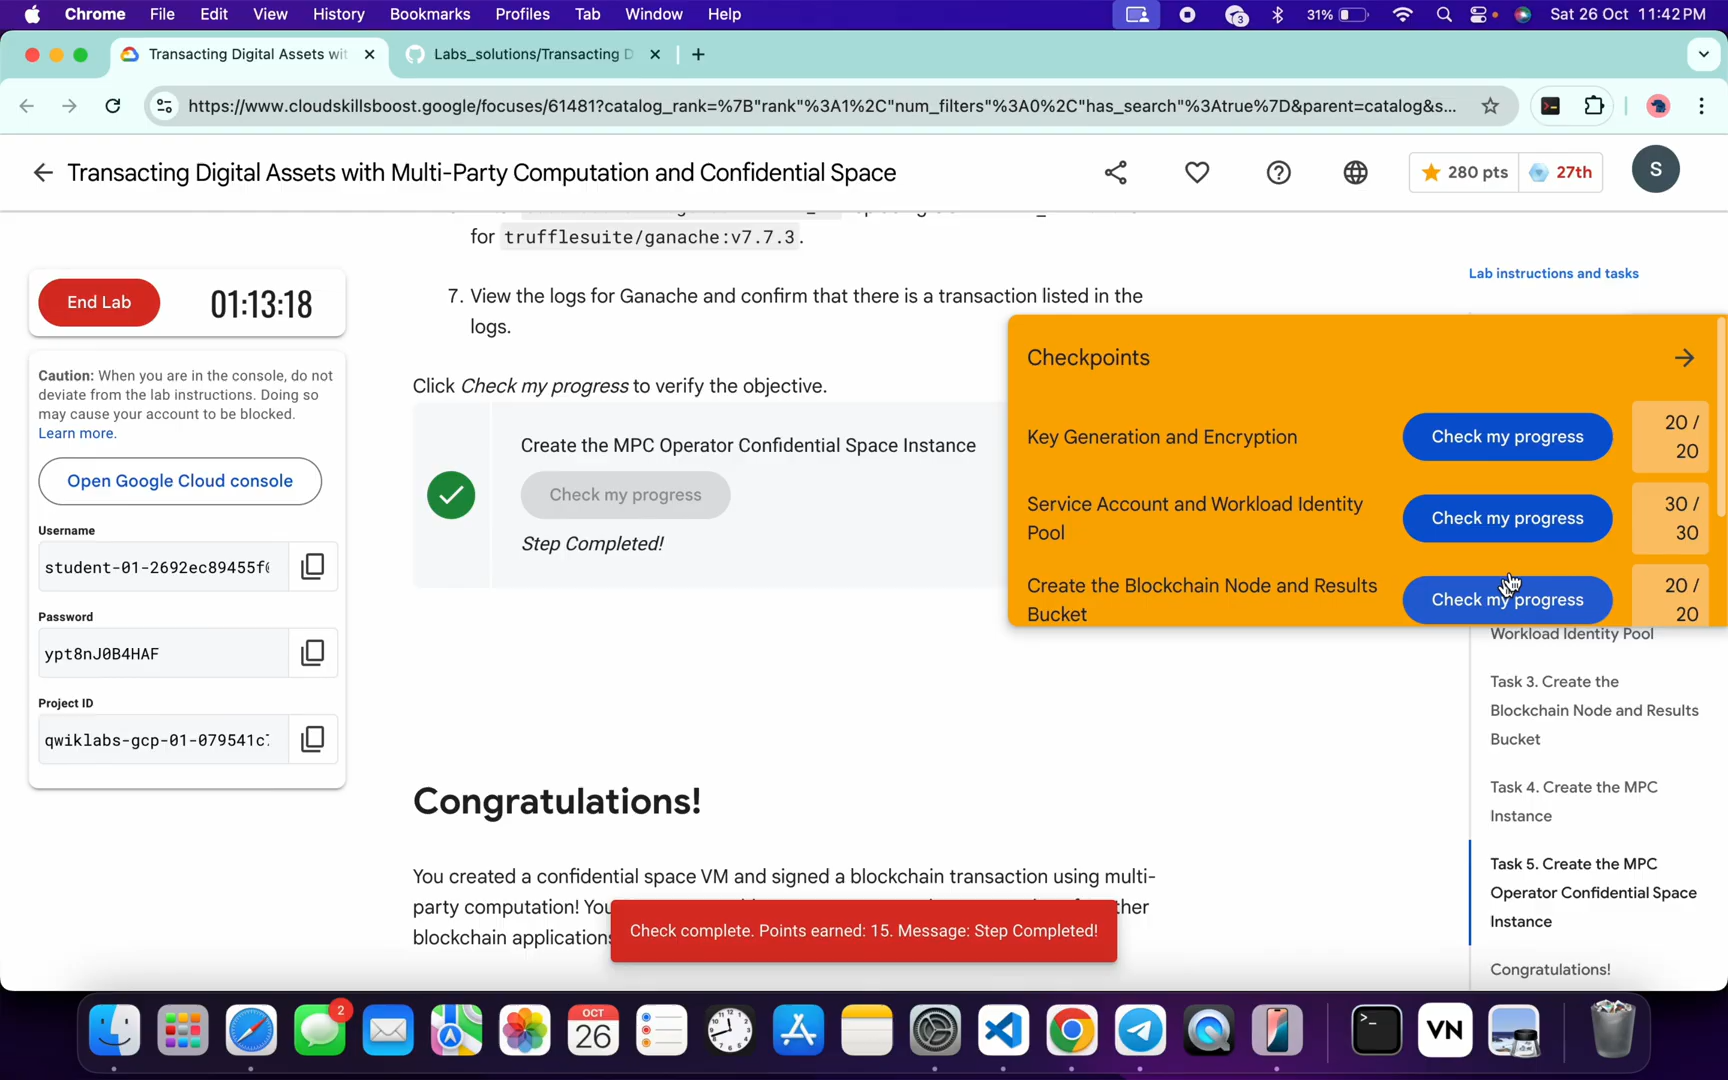 Chrome File Edit View History Bookmarks Profiles Tab Window Help
3 31% Sat 26 Oct 11:42 PM
Transacting Digital Assets wit
Labs_solutions/Transacting D
https://www.cloudskillsboost.google/focuses/61481?catalog_rank=%7B"rank"%3A1%2C"num_filters"%3A0%2C"has_search"%3Atrue%7D&parent=catalog&s...
Transacting Digital Assets with Multi-Party Computation and Confidential Space
280 pts 27th
S
End Lab
01:13:18
Caution: When you are in the console, do not
deviate from the lab instructions. Doing so
may cause your account to be blocked.
Learn more.
Open Google Cloud console
Username
student-01-2692ec89455f
Password
ypt8nJ0B4HAF
Project ID
qwiklabs-gcp-01-079541c
for trufflesuite/ganache:v7.7.3.
7. View the logs for Ganache and confirm that there is a transaction listed in the
logs.
Click Check my progress to verify the objective.
Create the MPC Operator Confidential Space Instance
Check my progress
Step Completed!
Congratulations!
You created a confidential space VM and signed a blockchain transaction using multi-
party computation! You
blockchain applications
Check complete. Points earned: 15. Message: Step Completed!
Lab instructions and tasks
Checkpoints
Key Generation and Encryption
Check my progress
20 /
20
Service Account and Workload Identity
Pool
Check my progress
30 /
30
Create the Blockchain Node and Results
Bucket
Check my progress
20 /
20
Workload Identity Pool
Task 3. Create the
Blockchain Node and Results
Bucket
Task 4. Create the MPC
Instance
Task 5. Create the MPC
Operator Confidential Space
Instance
Congratulations!
2
OCT
26
VN